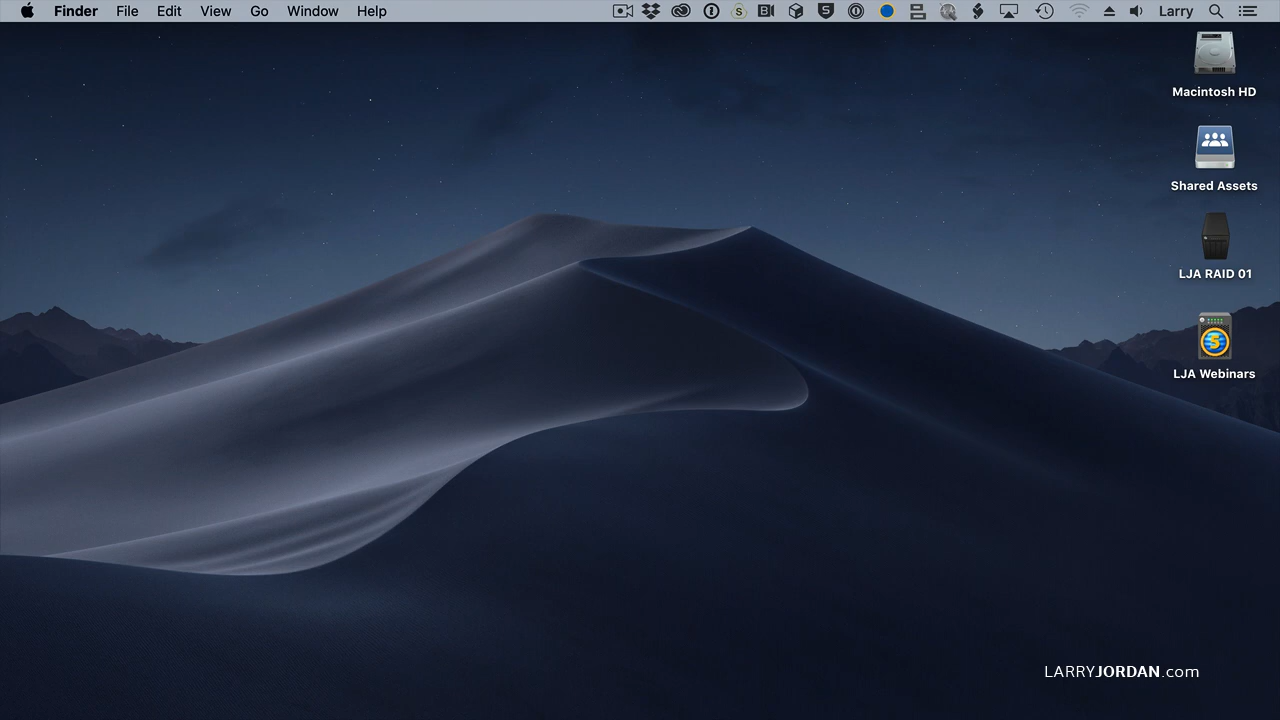 Finder File Edit View Go Window Help Larry
Macintosh HD
Shared Assets
LJA RAID 01
LJA Webinars
LARRYJORDAN.com